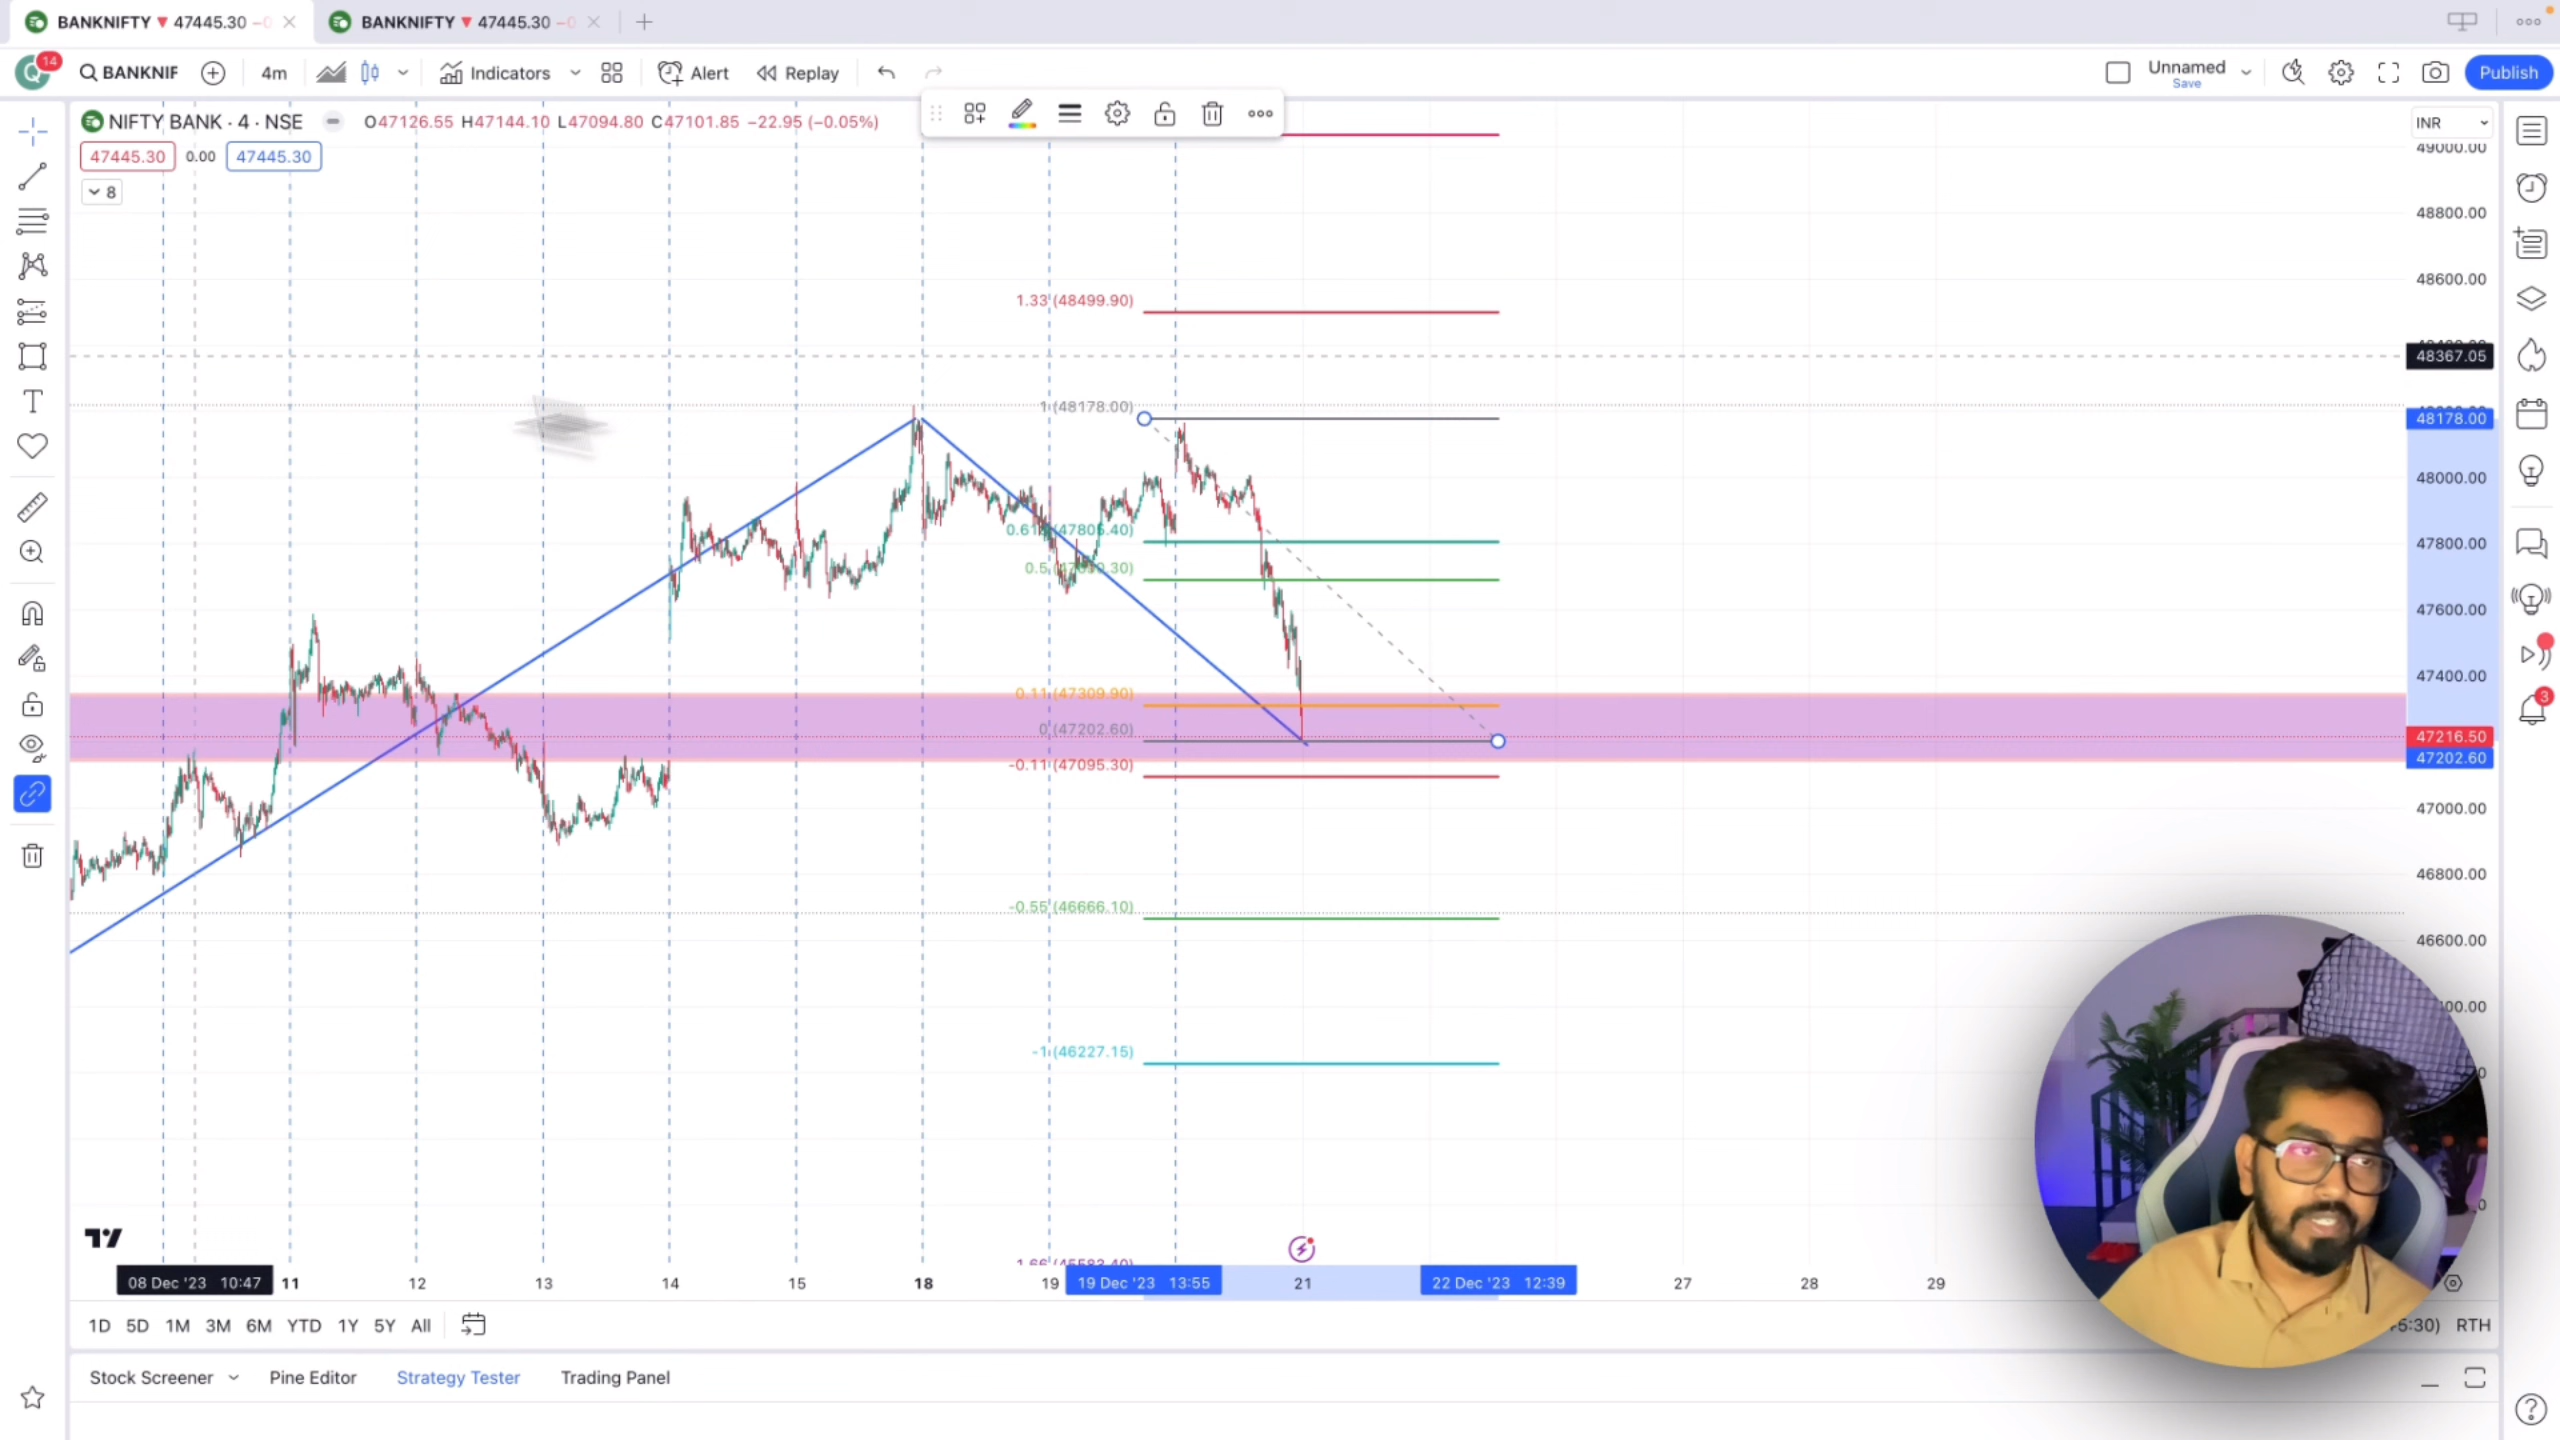 BANKNIFTY ▼ 47445.30 −0
BANKNIFTY ▼ 47445.30 −0
14
BANKNIF
4m
Indicators
Alert
Replay
Unnamed
Save
Publish
NIFTY BANK · 4 · NSE
O47126.55 H47144.10 L47094.80 C47101.85 −22.95 (−0.05%)
47445.30 0.00 47445.30
8
INR
49000.00
48800.00
48600.00
1.33 (48499.90)
48367.05
1 (48178.00)
48178.00
48000.00
47800.00
47600.00
47400.00
0.11 (47309.90)
0 (47202.60)
47216.50
47202.60
-0.11 (47095.30)
47000.00
46800.00
-0.55 (46666.10)
46600.00
-1 (46227.15)
3
08 Dec '23 10:47
11
12
13
14
15
18
19
19 Dec '23 13:55
21
22 Dec '23 12:39
27
28
29
1D 5D 1M 3M 6M YTD 1Y 5Y All
5:30) RTH
Stock Screener
Pine Editor
Strategy Tester
Trading Panel